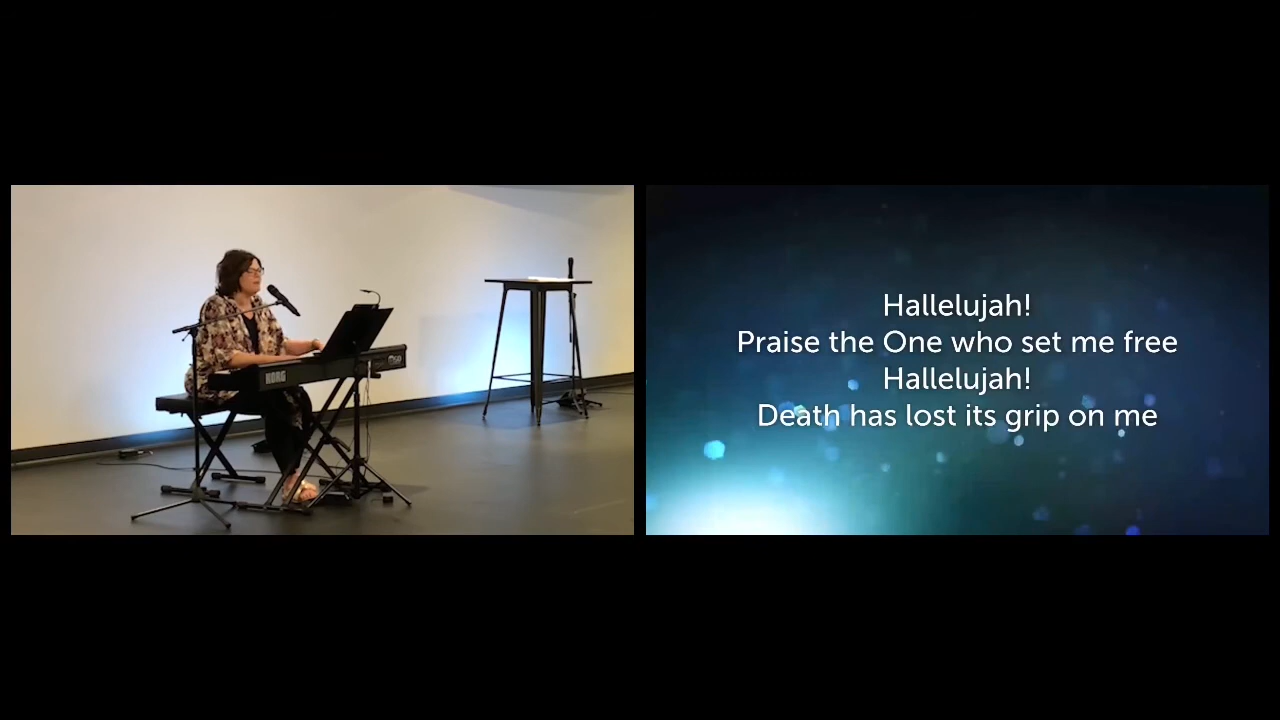 KORG
Hallelujah!
Praise the One who set me free
Hallelujah!
Death has lost its grip on me